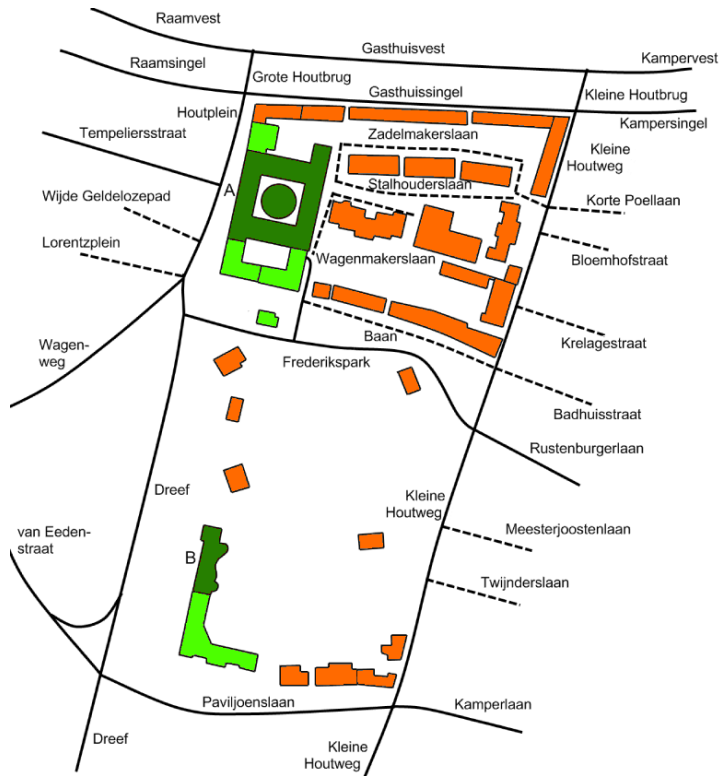 Raamvest
Gasthuisvest
Kampervest
Raamsingel
Grote Houtbrug
Gasthuissingel
Kleine Houtbrug
Houtplein
Kampersingel
Tempeliersstraat
Zadelmakerslaan
Kleine
Houtweg
A
Stalhouderslaan
Wijde Geldelozepad
Korte Poellaan
Lorentzplein
Wagenmakerslaan
Bloemhofstraat
Wagen-
weg
Baan
Krelagestraat
Frederikspark
Badhuisstraat
Rustenburgerlaan
Dreef
Kleine
Houtweg
van Eeden-
straat
Meesterjoostenlaan
B
Twijnderslaan
Paviljoenslaan
Kamperlaan
Dreef
Kleine
Houtweg